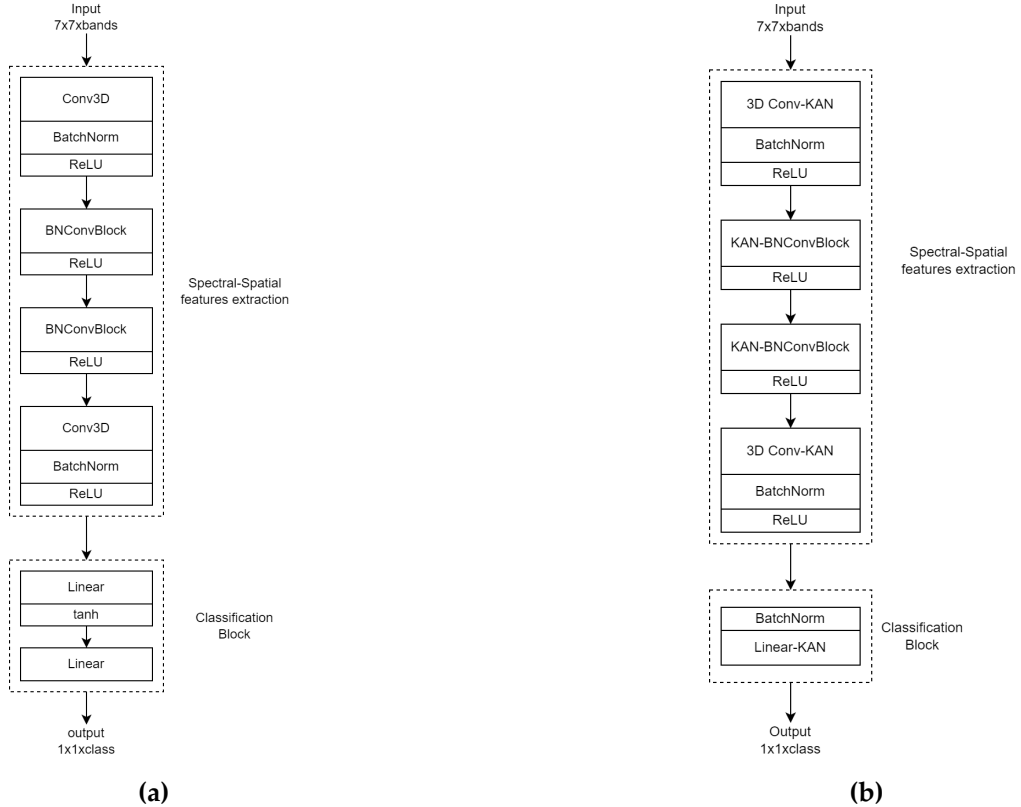 Input
7x7xbands
Conv3D
BatchNorm
ReLU
BNConvBlock
ReLU
BNConvBlock
ReLU
Conv3D
BatchNorm
ReLU
Spectral-Spatial
features extraction
Linear
tanh
Linear
Classification
Block
output
1x1xclass
(a)
Input
7x7xbands
3D Conv-KAN
BatchNorm
ReLU
KAN-BNConvBlock
ReLU
KAN-BNConvBlock
ReLU
3D Conv-KAN
BatchNorm
ReLU
Spectral-Spatial
features extraction
BatchNorm
Linear-KAN
Classification
Block
Output
1x1xclass
(b)